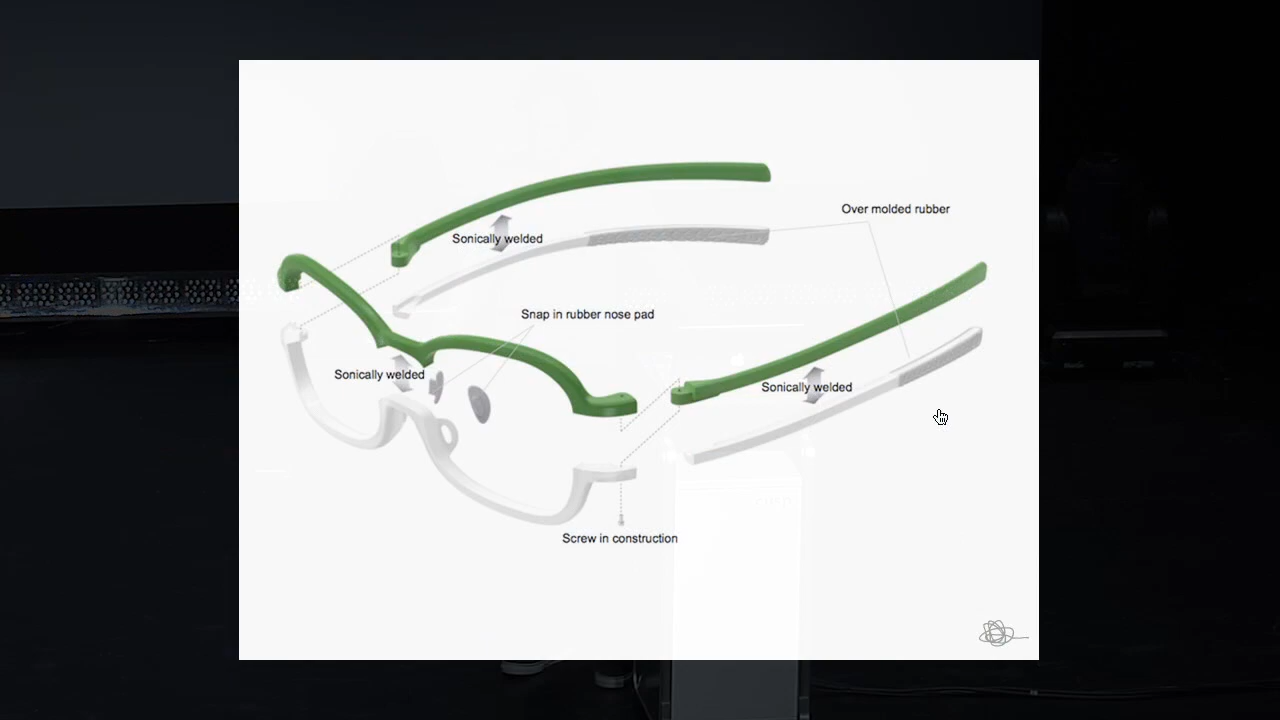 Over molded rubber
Sonically welded
Snap in rubber nose pad
Sonically welded
Sonically welded
Screw in construction